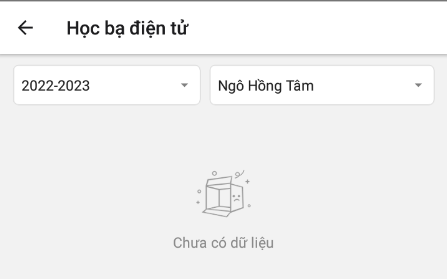 Học bạ điện tử
2022-2023
Ngô Hồng Tâm
Chưa có dữ liệu